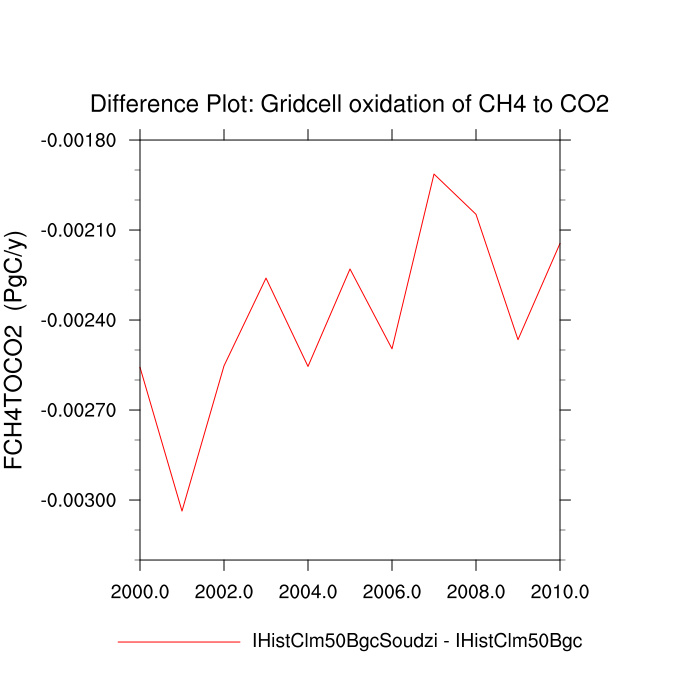 Difference Plot: Gridcell oxidation of CH4 to CO2
FCH4TOCO2 (PgC/y)
-0.00180
-0.00210
-0.00240
-0.00270
-0.00300
2000.0 2002.0 2004.0 2006.0 2008.0 2010.0
IHistClm50BgcSoudzi - IHistClm50Bgc